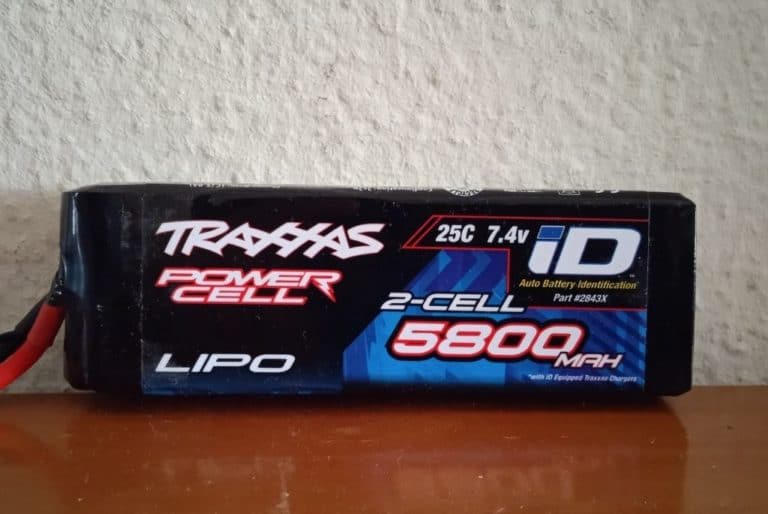 TRAXXAS
POWER
CELL
LIPO
25C 7.4v
iD
Auto Battery Identification
Part #2843X
2-CELL
5800
MAH
*with iD Equipped Traxxas Chargers